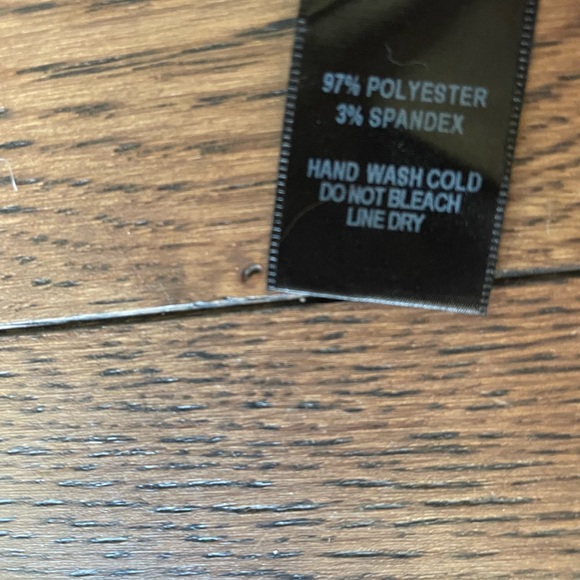 97% POLYESTER
3% SPANDEX
HAND WASH COLD
DO NOT BLEACH
LINE DRY